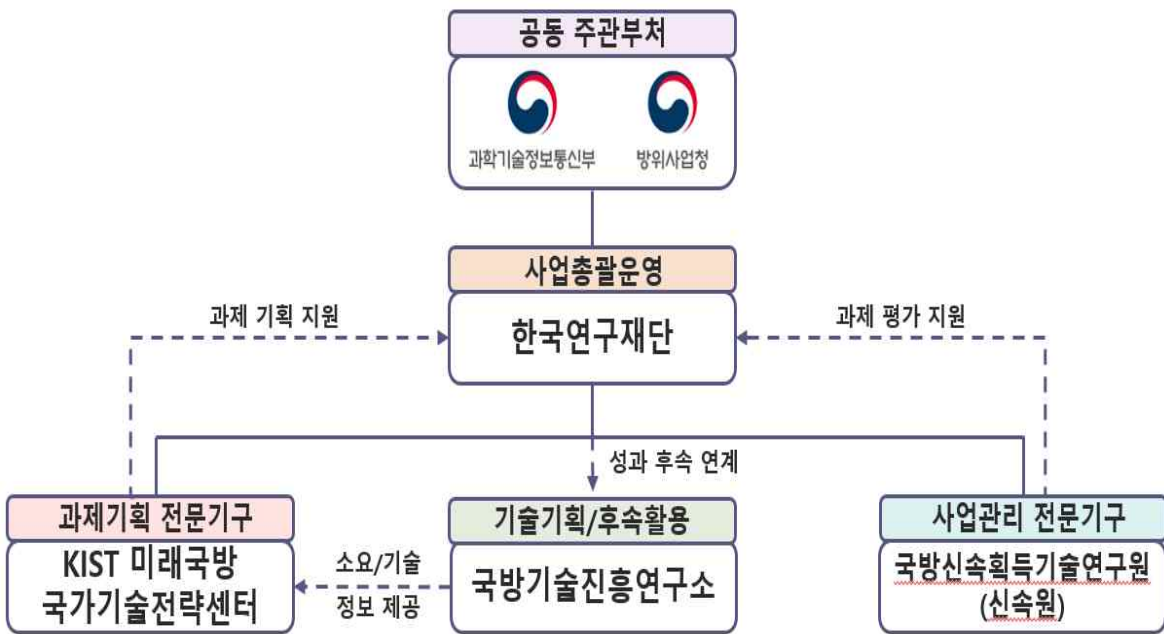 공동 주관부처
과학기술정보통신부
방위사업청
사업총괄운영
한국연구재단
과제 기획 지원
과제 평가 지원
성과 후속 연계
과제기획 전문기구
KIST 미래국방
국가기술전략센터
소요/기술
정보 제공
기술기획/후속활용
국방기술진흥연구소
사업관리 전문기구
국방신속획득기술연구원
(신속원)